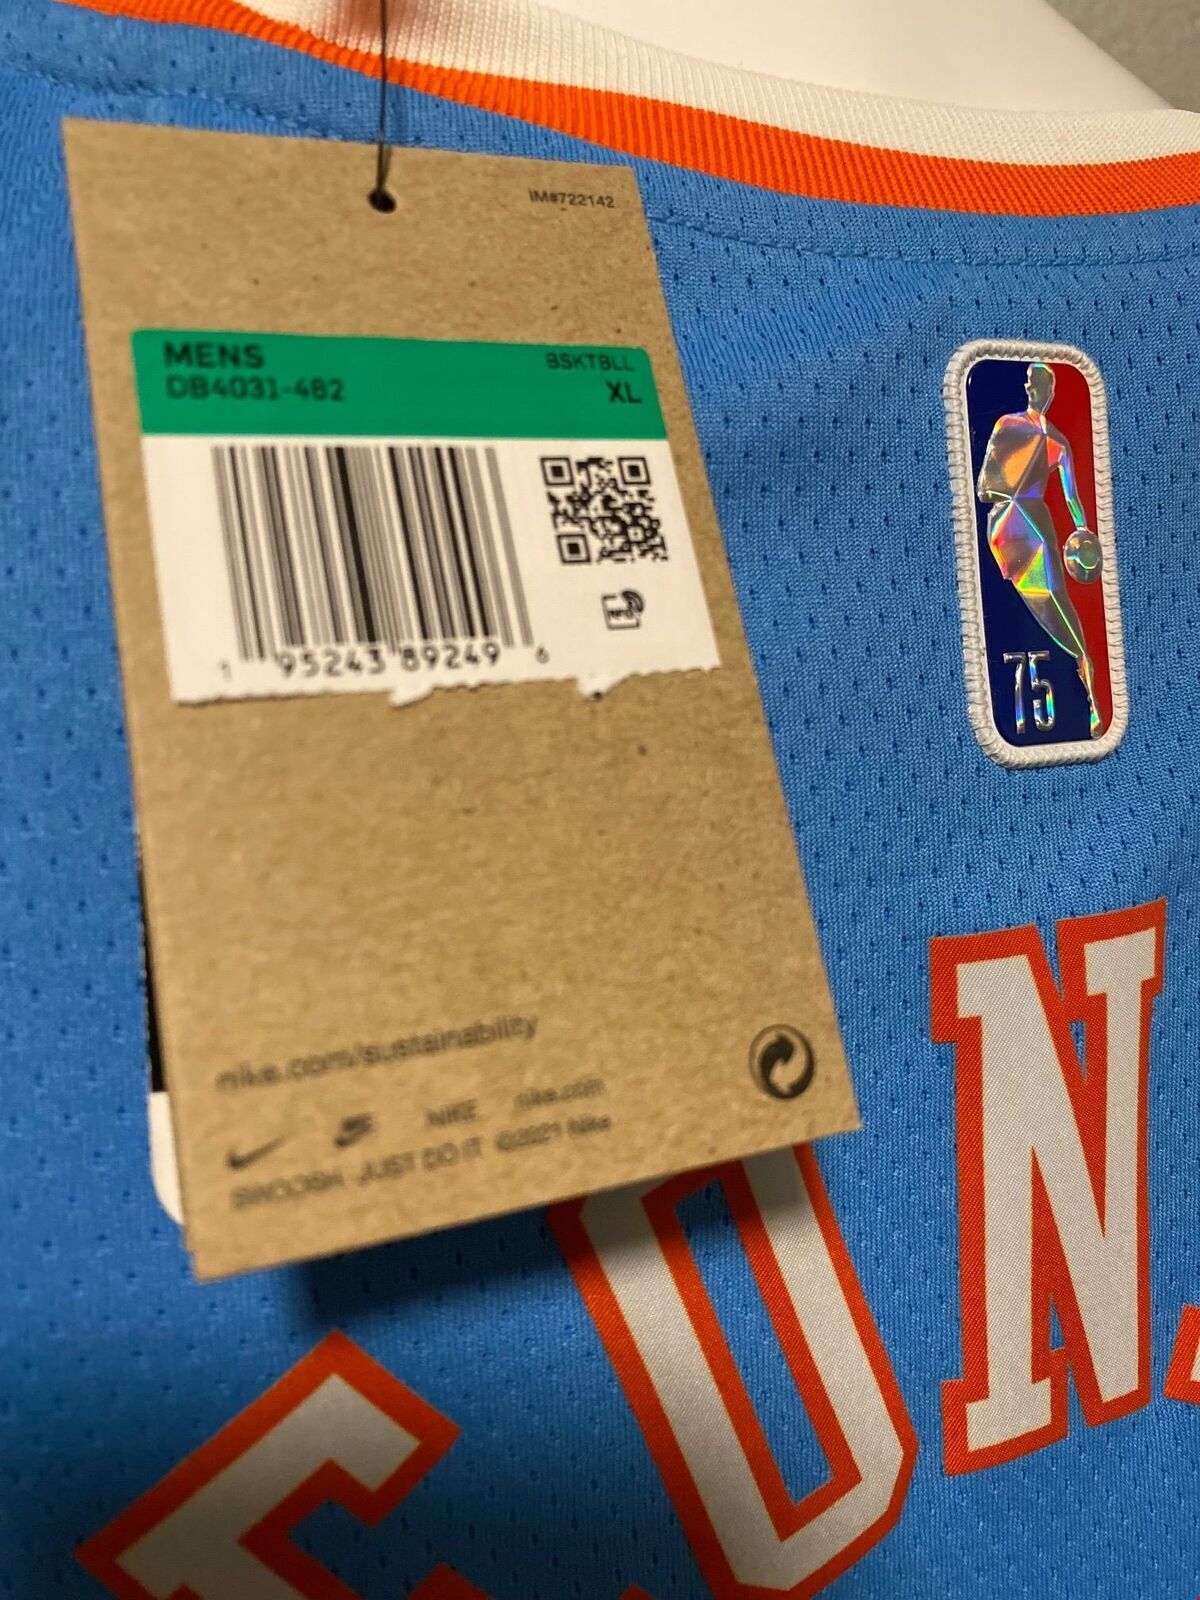 IM#722142
MENS BSKTBLL
DB4031-482 XL
1 95243 89249 6
nike.com/sustainability
NIKE nike.com
SWOOSH JUST DO IT ©2021 Nike
75
ON